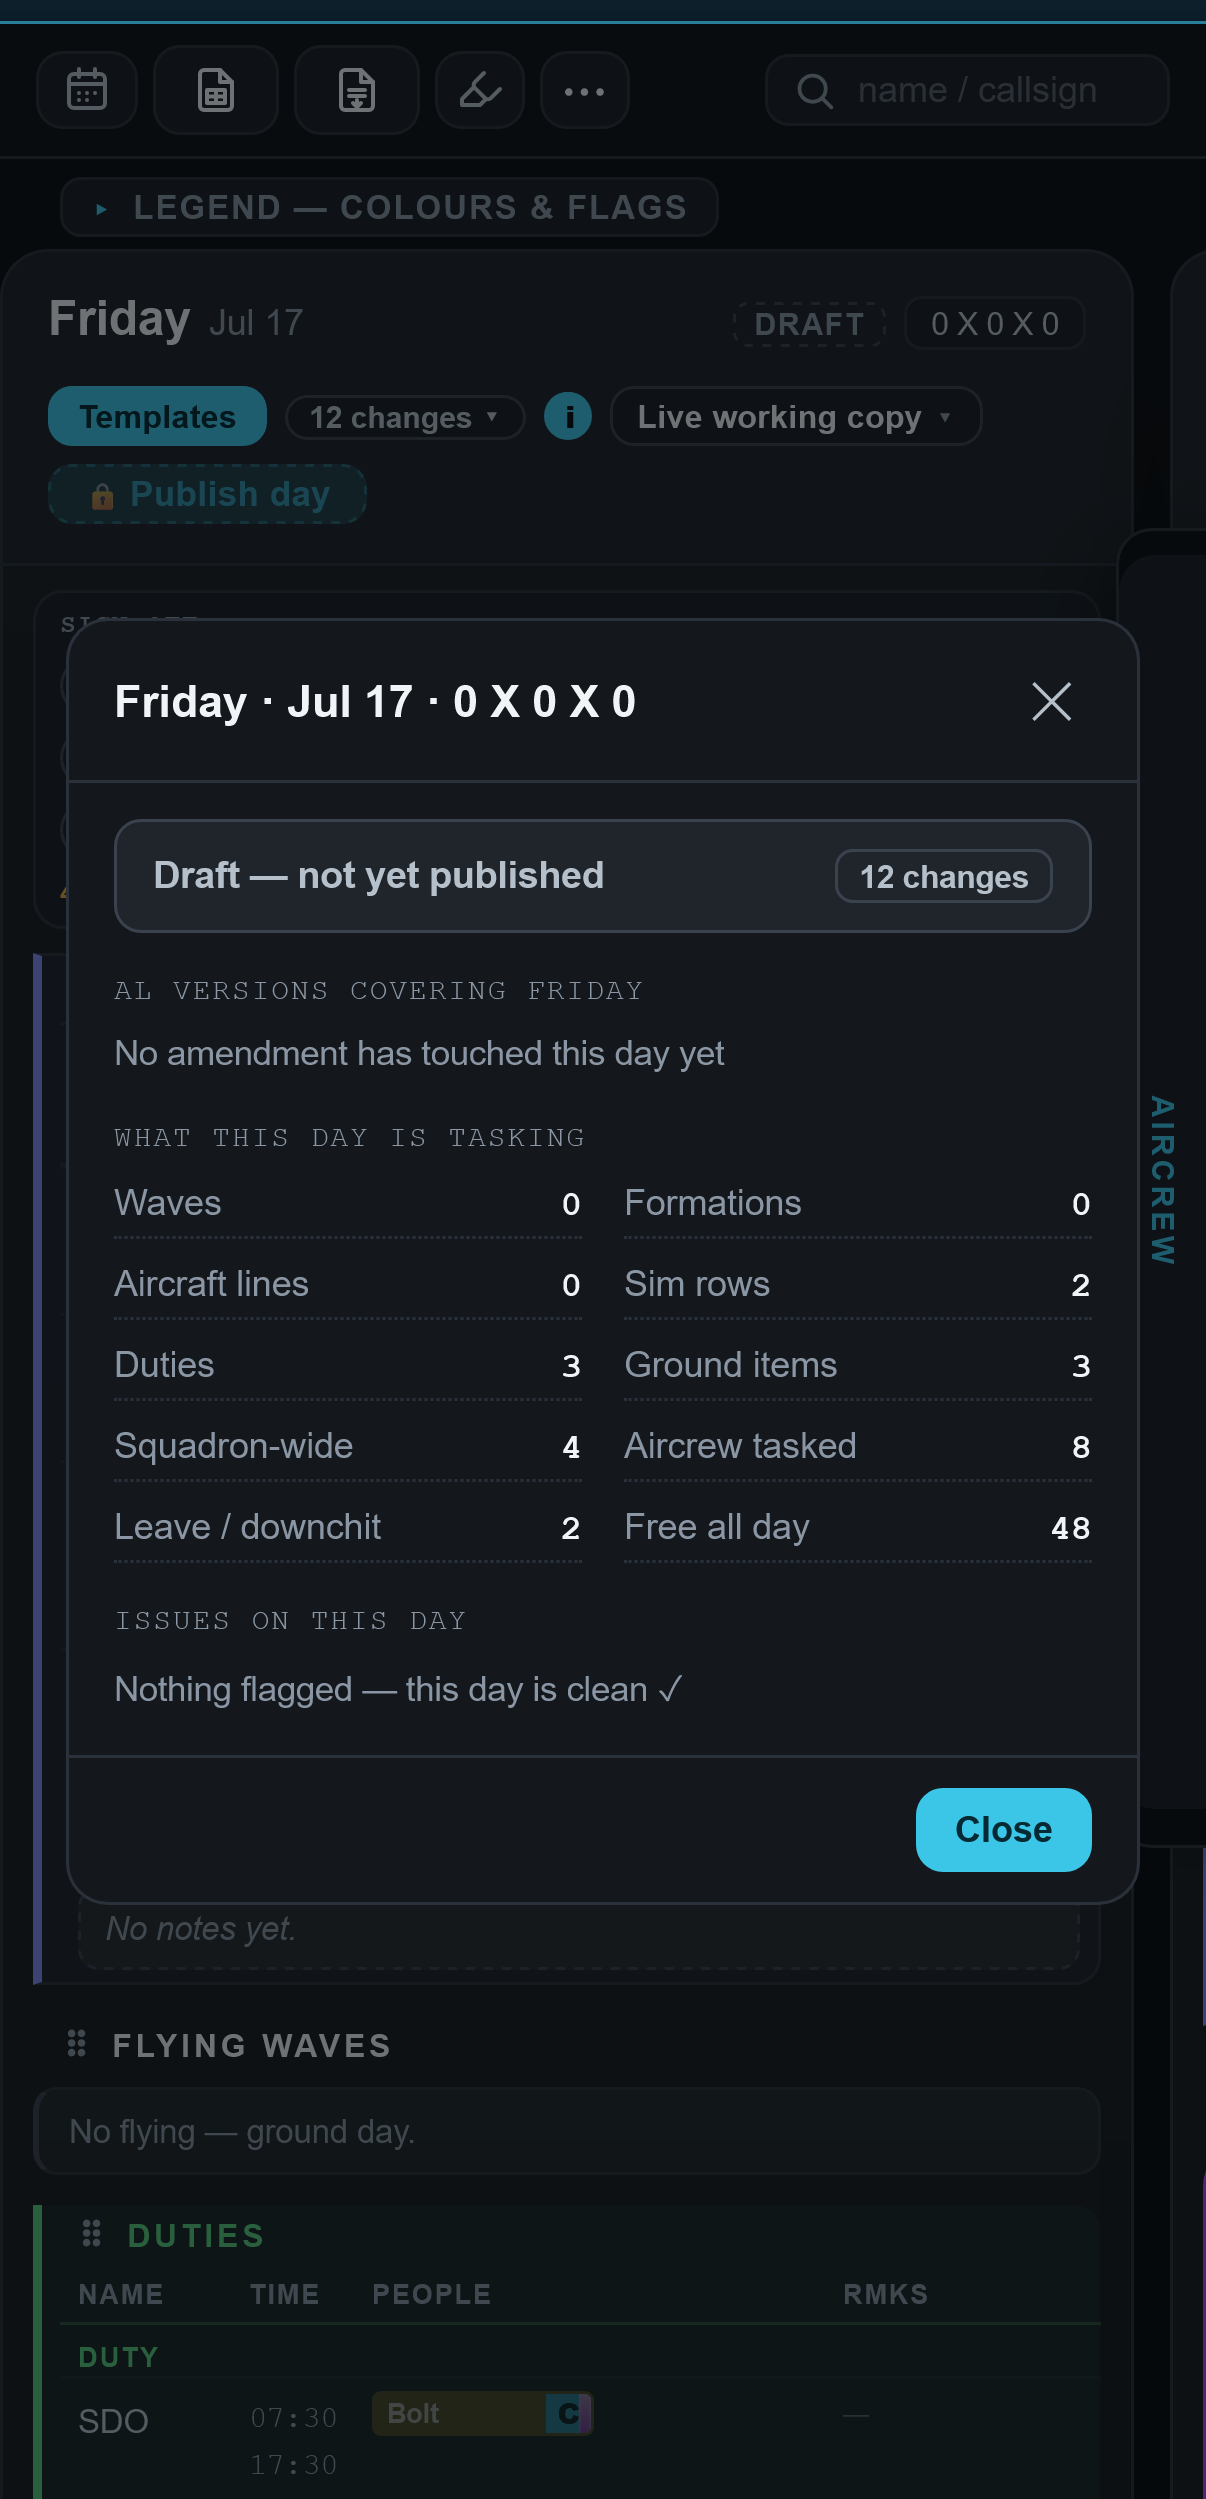 name / callsign
LEGEND — COLOURS & FLAGS
Friday Jul 17
DRAFT
0 X 0 X 0
Templates
12 changes
i
Live working copy
Publish day
Friday · Jul 17 · 0 X 0 X 0
Draft — not yet published
12 changes
AL VERSIONS COVERING FRIDAY
No amendment has touched this day yet
WHAT THIS DAY IS TASKING
Waves 0
Formations 0
Aircraft lines 0
Sim rows 2
Duties 3
Ground items 3
Squadron-wide 4
Aircrew tasked 8
Leave / downchit 2
Free all day 48
ISSUES ON THIS DAY
Nothing flagged — this day is clean ✓
Close
AIRCREW
No notes yet.
FLYING WAVES
No flying — ground day.
DUTIES
NAME TIME PEOPLE RMKS
DUTY
SDO 07:30 Bolt C —
17:30